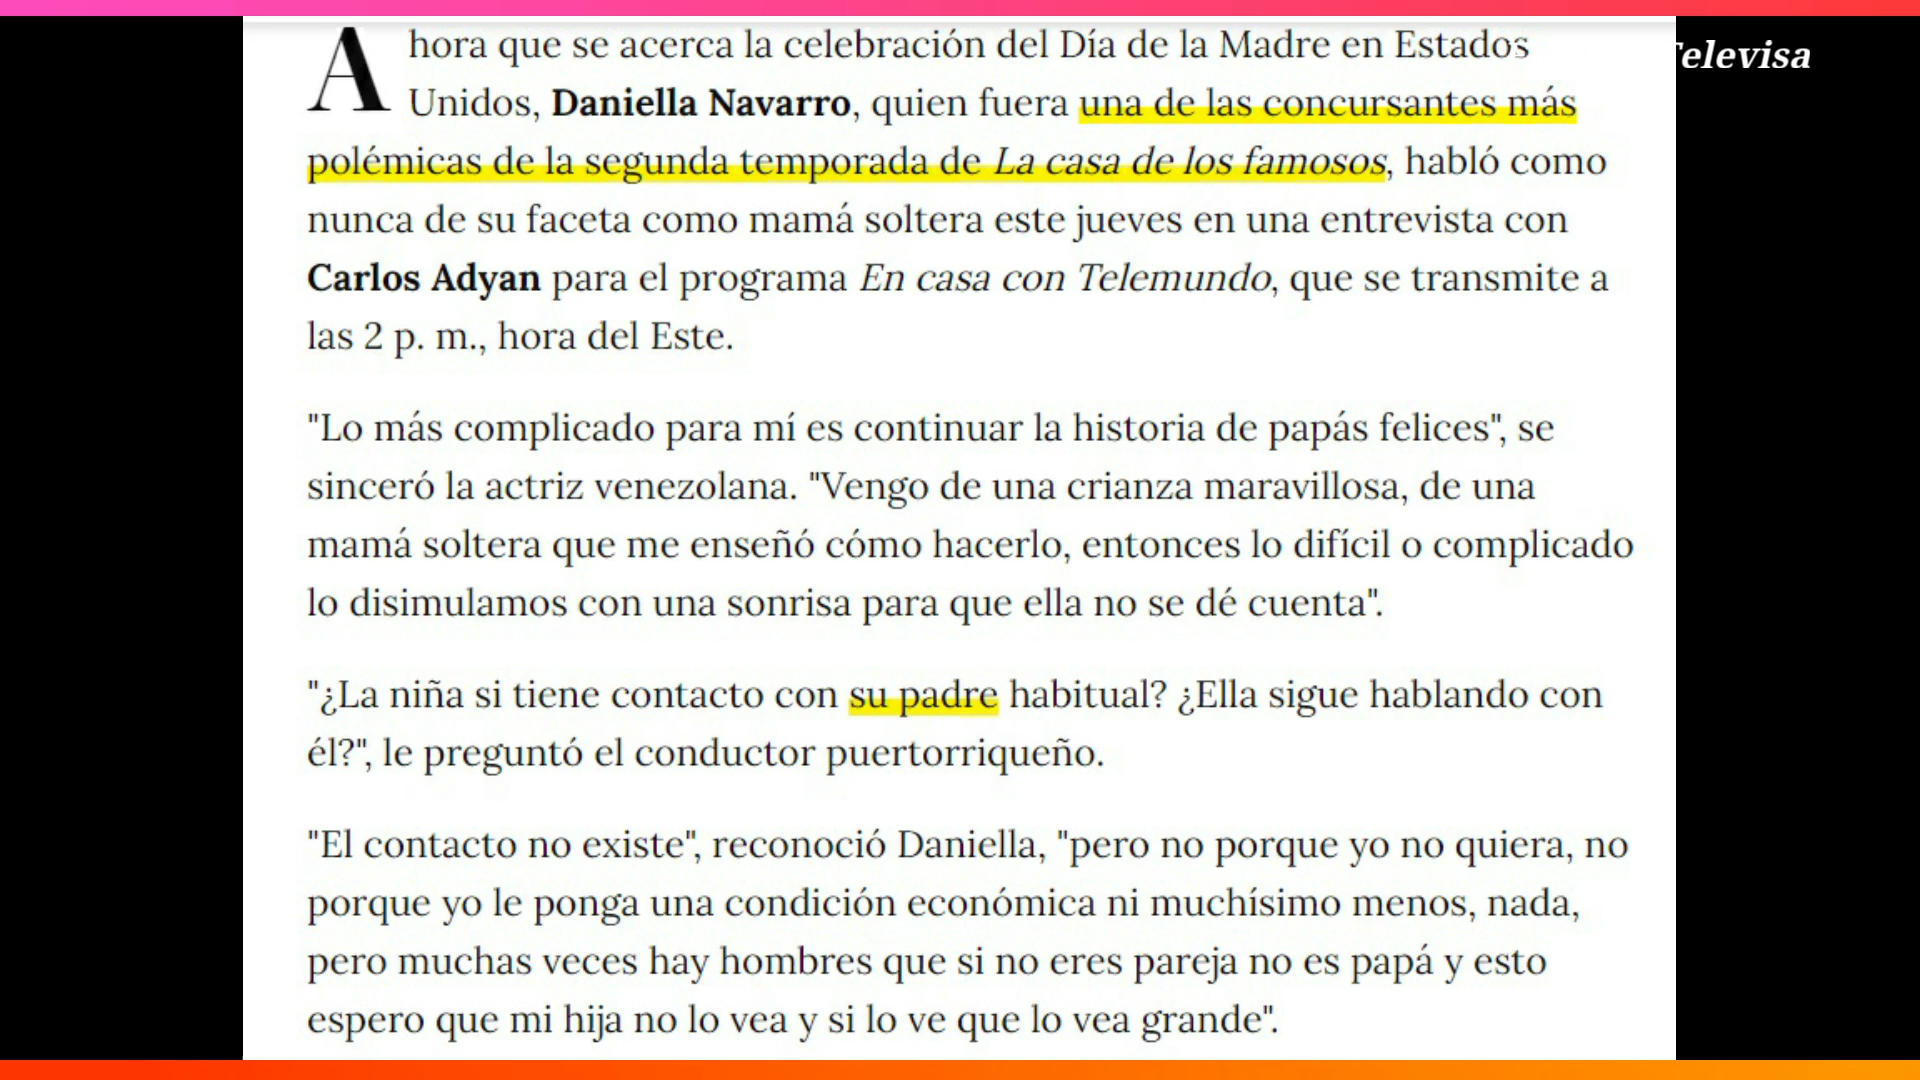 Ahora que se acerca la celebración del Día de la Madre en Estados
Televisa
Unidos, Daniella Navarro, quien fuera una de las concursantes más
polémicas de la segunda temporada de La casa de los famosos, habló como
nunca de su faceta como mamá soltera este jueves en una entrevista con
Carlos Adyan para el programa En casa con Telemundo, que se transmite a
las 2 p. m., hora del Este.
"Lo más complicado para mí es continuar la historia de papás felices", se
sinceró la actriz venezolana. "Vengo de una crianza maravillosa, de una
mamá soltera que me enseñó cómo hacerlo, entonces lo difícil o complicado
lo disimulamos con una sonrisa para que ella no se dé cuenta".
"¿La niña si tiene contacto con su padre habitual? ¿Ella sigue hablando con
él?", le preguntó el conductor puertorriqueño.
"El contacto no existe", reconoció Daniella, "pero no porque yo no quiera, no
porque yo le ponga una condición económica ni muchísimo menos, nada,
pero muchas veces hay hombres que si no eres pareja no es papá y esto
espero que mi hija no lo vea y si lo ve que lo vea grande".